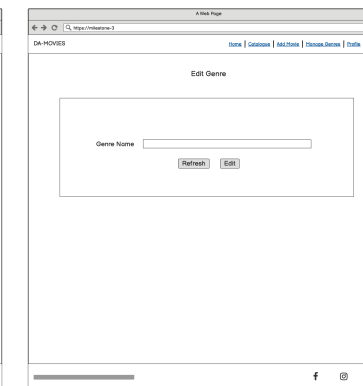 A Web Page
https://milestone-3
DA-MOVIES Home Catalogue Add Movie Manage Genres Profile
Edit Genre
Genre Name
Refresh Edit